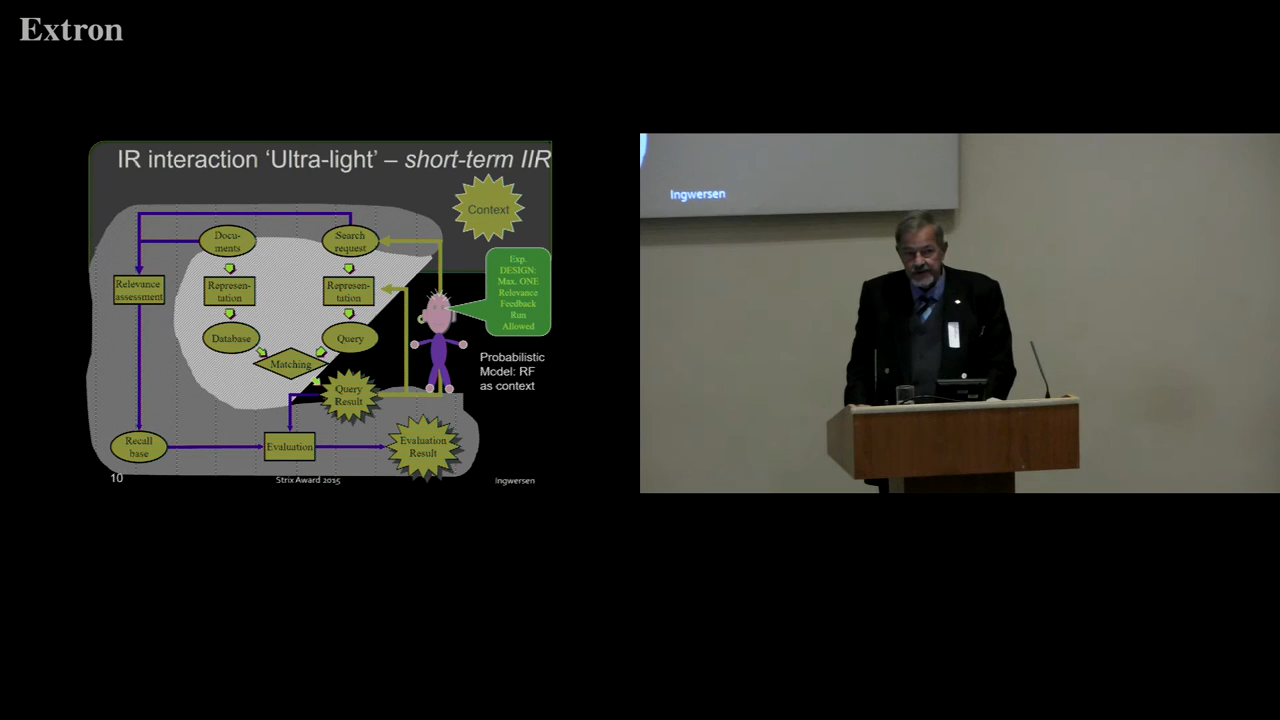 Extron
IR interaction 'Ultra-light' – short-term IIR
Context
Docu-
ments
Search
request
Exp.
DESIGN:
Max. ONE
Relevance
Feedback
Run
Allowed
Relevance
assessment
Represen-
tation
Represen-
tation
Database
Query
Matching
Probabilistic
Model: RF
as context
Query
Result
Recall
base
Evaluation
Evaluation
Result
10
Strix Award 2015
Ingwersen
Ingwersen